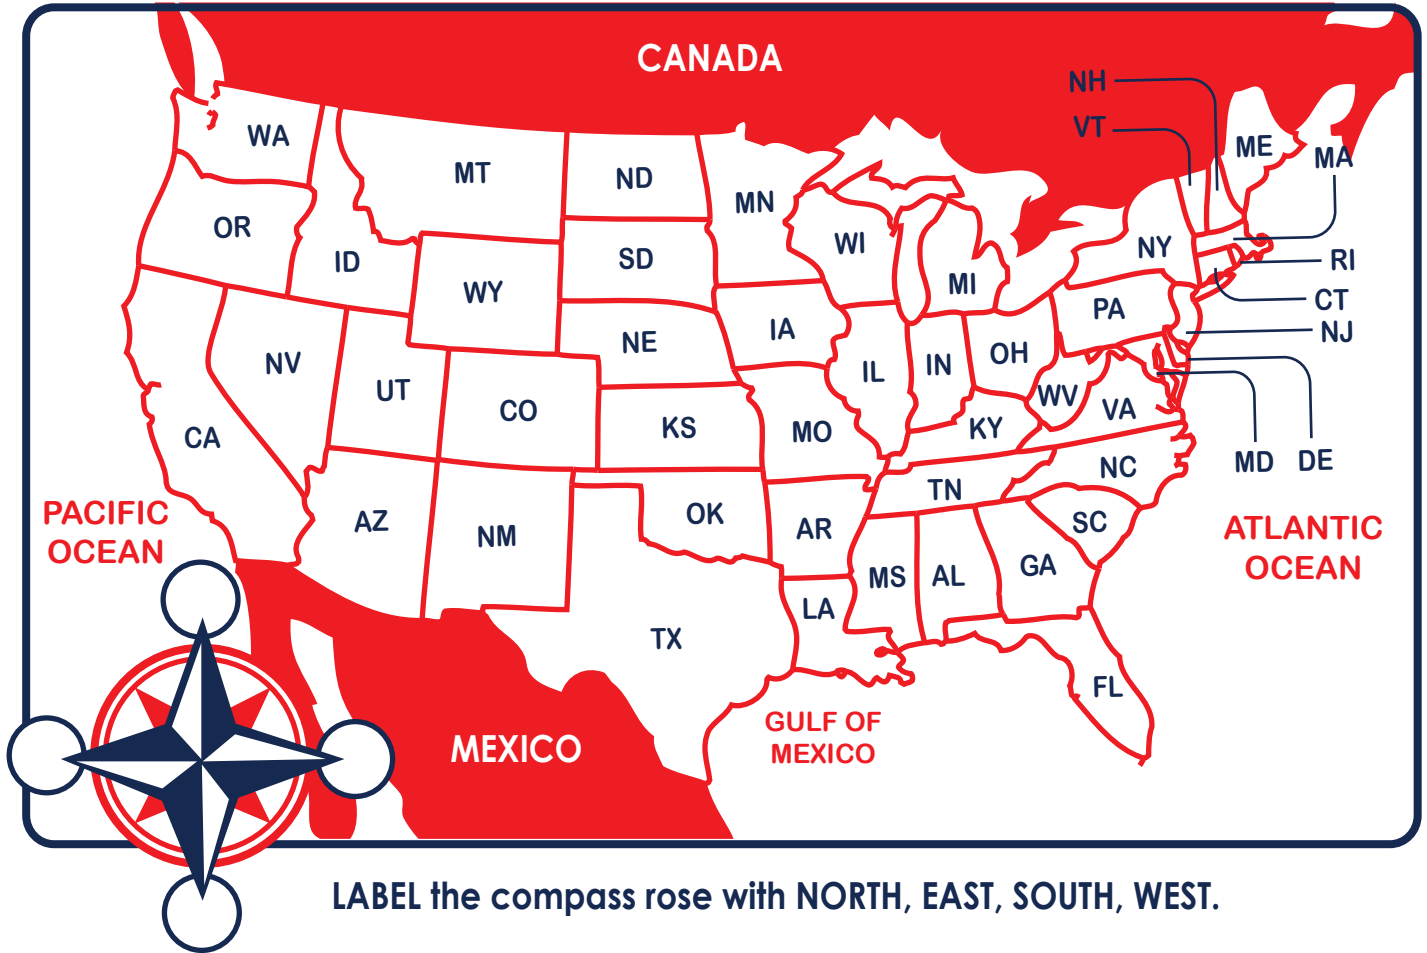 CANADA
NH
VT
WA
ME
MA
MT
ND
MN
OR
WI
NY
ID
SD
RI
WY
MI
CT
PA
IA
NJ
NE
OH
NV
IL
IN
UT
WV
CO
VA
KS
KY
MO
CA
MD
DE
NC
TN
PACIFIC
OCEAN
AZ
NM
OK
AR
SC
ATLANTIC
OCEAN
MS
AL
GA
LA
TX
FL
GULF OF
MEXICO
MEXICO
LABEL the compass rose with NORTH, EAST, SOUTH, WEST.